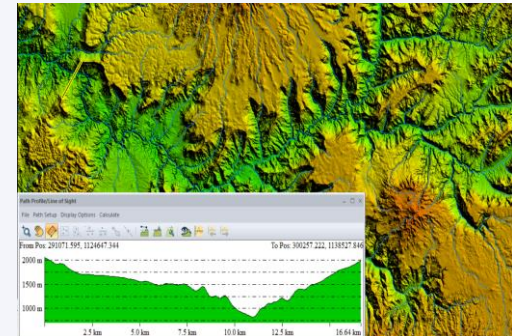 Path Profile/Line of Sight
File Path Setup Display Options Calculate
From Pos: 291071.595, 1124647.344 To Pos: 300257.222, 1138527.846
2000 m
1500 m
1000 m
2.5 km 5.0 km 7.5 km 10.0 km 12.5 km 16.64 km